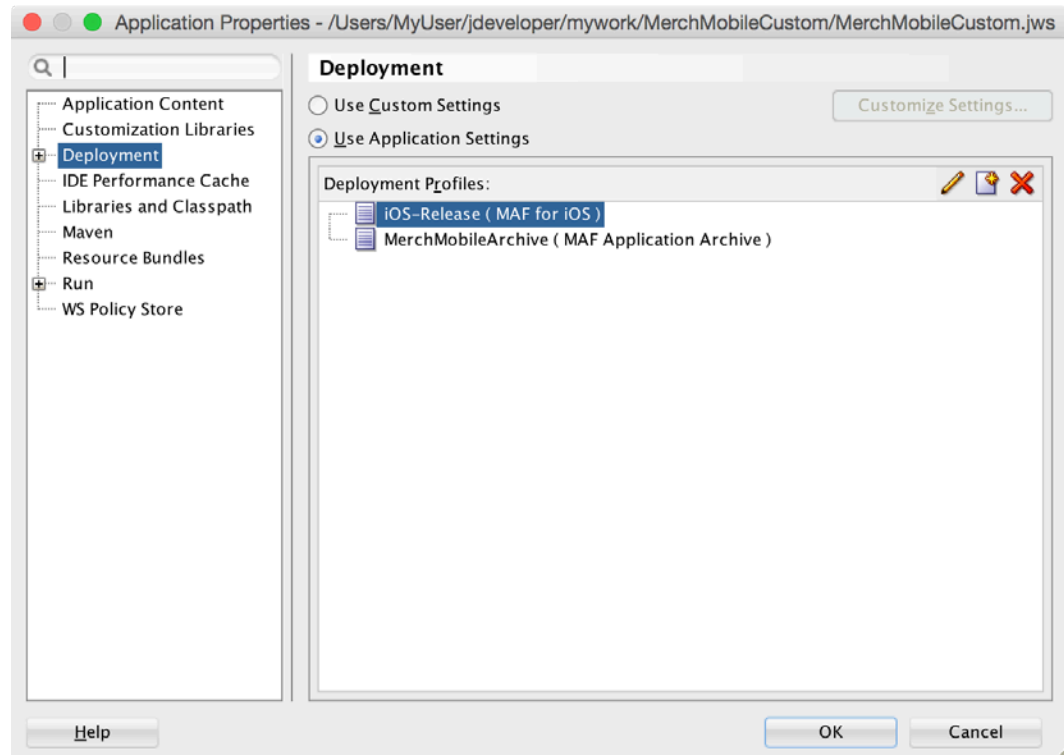 Application Properties - /Users/MyUser/jdeveloper/mywork/MerchMobileCustom/MerchMobileCustom.jws
Application Content
Customization Libraries
Deployment
IDE Performance Cache
Libraries and Classpath
Maven
Resource Bundles
Run
WS Policy Store
Deployment
Use Custom Settings
Customize Settings...
Use Application Settings
Deployment Profiles:
iOS-Release ( MAF for iOS )
MerchMobileArchive ( MAF Application Archive )
Help
OK
Cancel